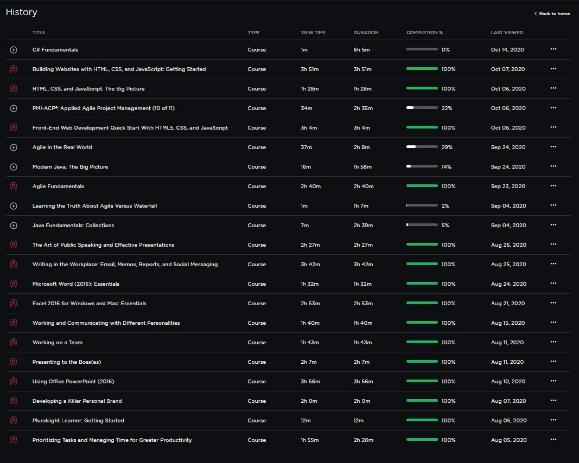 History
Back to home
TITLE TYPE VIEW TIME DURATION COMPLETION % LAST VIEWED
C# Fundamentals Course 1m 6h 5m 0% Oct 14, 2020 ...
Building Websites with HTML, CSS, and JavaScript: Getting Started Course 3h 51m 3h 51m 100% Oct 07, 2020 ...
HTML, CSS, and JavaScript: The Big Picture Course 1h 28m 1h 28m 100% Oct 06, 2020 ...
PMI-ACP®: Applied Agile Project Management (10 of 11) Course 34m 2h 35m 22% Oct 06, 2020 ...
Front-End Web Development Quick Start With HTML5, CSS, and JavaScript Course 3h 4m 3h 4m 100% Oct 06, 2020 ...
Agile in the Real World Course 37m 2h 8m 29% Sep 24, 2020 ...
Modern Java: The Big Picture Course 16m 1h 58m 14% Sep 24, 2020 ...
Agile Fundamentals Course 2h 40m 2h 40m 100% Sep 23, 2020 ...
Learning the Truth About Agile Versus Waterfall Course 1m 1h 7m 2% Sep 04, 2020 ...
Java Fundamentals: Collections Course 7m 2h 39m 5% Sep 04, 2020 ...
The Art of Public Speaking and Effective Presentations Course 2h 27m 2h 27m 100% Aug 26, 2020 ...
Writing in the Workplace: Email, Memos, Reports, and Social Messaging Course 3h 42m 3h 42m 100% Aug 25, 2020 ...
Microsoft Word (2016): Essentials Course 1h 32m 1h 32m 100% Aug 24, 2020 ...
Excel 2016 for Windows and Mac: Essentials Course 2h 53m 2h 53m 100% Aug 21, 2020 ...
Working and Communicating with Different Personalities Course 1h 40m 1h 40m 100% Aug 13, 2020 ...
Working on a Team Course 1h 43m 1h 43m 100% Aug 11, 2020 ...
Presenting to the Boss(es) Course 2h 7m 2h 7m 100% Aug 11, 2020 ...
Using Office PowerPoint (2016) Course 3h 56m 3h 56m 100% Aug 10, 2020 ...
Developing a Killer Personal Brand Course 2h 0m 2h 0m 100% Aug 07, 2020 ...
Pluralsight Learner: Getting Started Course 12m 12m 100% Aug 06, 2020 ...
Prioritizing Tasks and Managing Time for Greater Productivity Course 1h 55m 2h 20m 100% Aug 05, 2020 ...